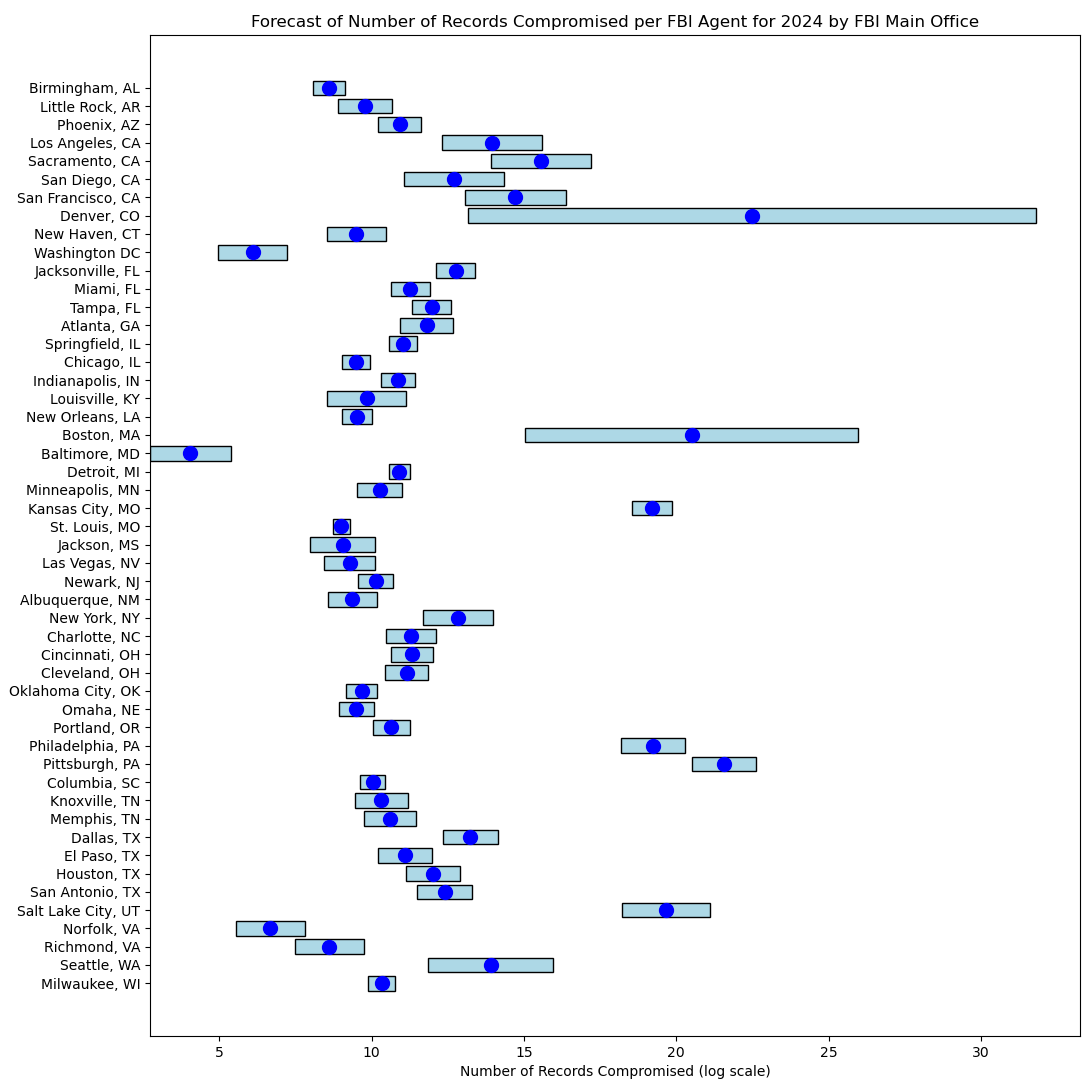 Forecast of Number of Records Compromised per FBI Agent for 2024 by FBI Main Office
Birmingham, AL
Little Rock, AR
Phoenix, AZ
Los Angeles, CA
Sacramento, CA
San Diego, CA
San Francisco, CA
Denver, CO
New Haven, CT
Washington DC
Jacksonville, FL
Miami, FL
Tampa, FL
Atlanta, GA
Springfield, IL
Chicago, IL
Indianapolis, IN
Louisville, KY
New Orleans, LA
Boston, MA
Baltimore, MD
Detroit, MI
Minneapolis, MN
Kansas City, MO
St. Louis, MO
Jackson, MS
Las Vegas, NV
Newark, NJ
Albuquerque, NM
New York, NY
Charlotte, NC
Cincinnati, OH
Cleveland, OH
Oklahoma City, OK
Omaha, NE
Portland, OR
Philadelphia, PA
Pittsburgh, PA
Columbia, SC
Knoxville, TN
Memphis, TN
Dallas, TX
El Paso, TX
Houston, TX
San Antonio, TX
Salt Lake City, UT
Norfolk, VA
Richmond, VA
Seattle, WA
Milwaukee, WI
5 10 15 20 25 30
Number of Records Compromised (log scale)